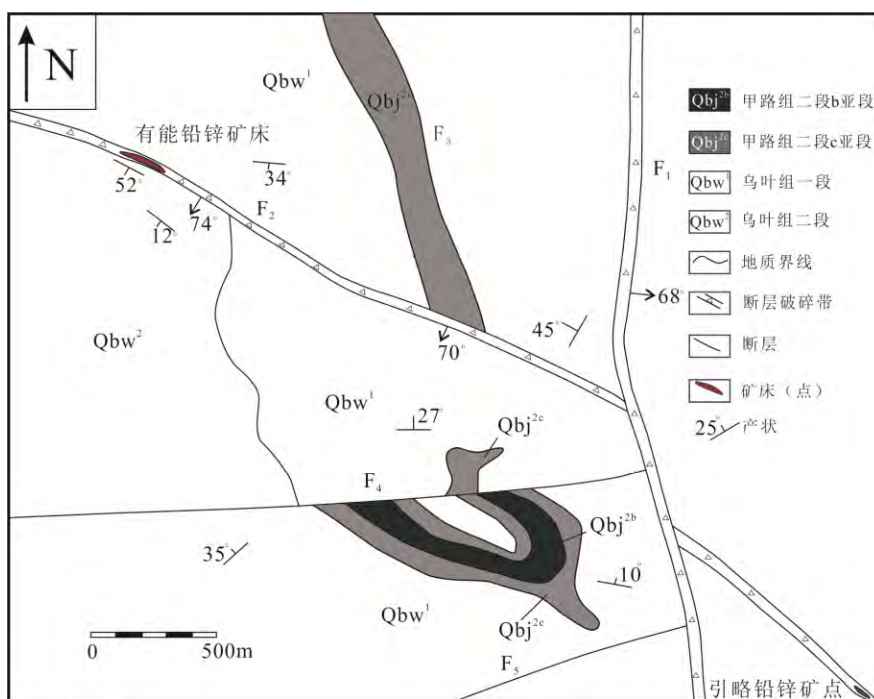 N
Qbw¹
Qbj²ᶜ
F₃
F₁
有能铅锌矿床
52°
34°
12°
74°
F₂
68°
70°
45°
Qbw²
Qbw¹
27°
Qbj²ᶜ
F₄
Qbj²ᵇ
35°
10°
Qbw¹
Qbj²ᶜ
F₅
0 500m
引略铅锌矿点
Qbj²ᵇ 甲路组二段b亚段
Qbj²ᶜ 甲路组二段c亚段
Qbw¹ 乌叶组一段
Qbw² 乌叶组二段
地质界线
断层破碎带
断层
矿床（点）
25° 产状